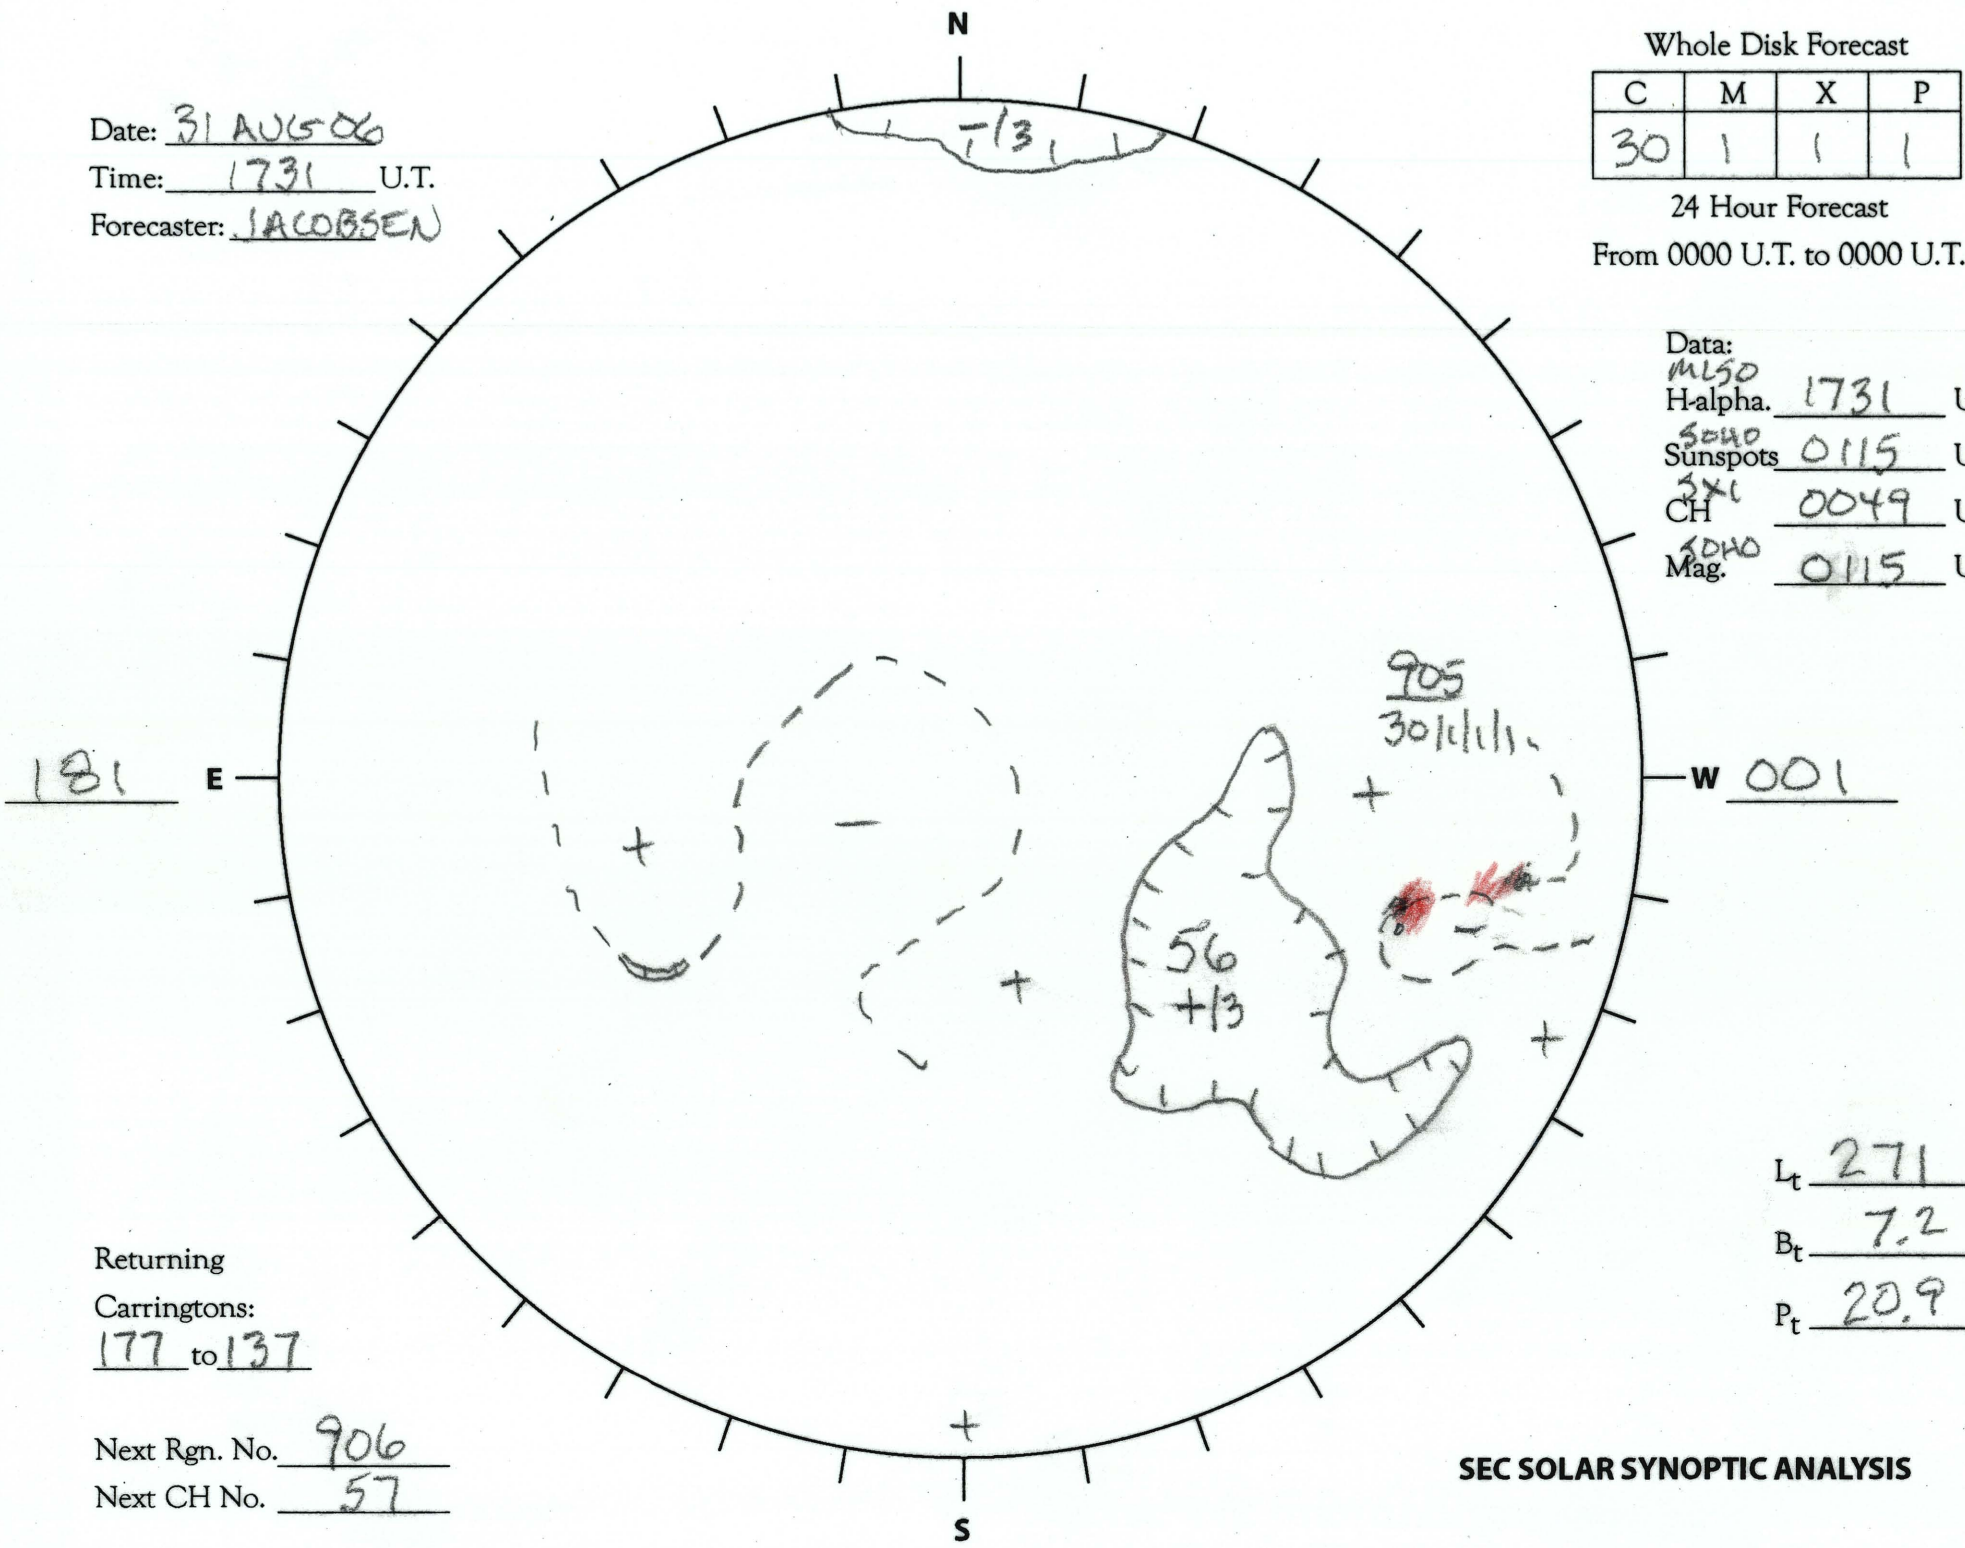 N
Whole Disk Forecast
C M X P
30 1 1 1
24 Hour Forecast
From 0000 U.T. to 0000 U.T.
Date: 31 AUG 06
Time: 1731 U.T.
Forecaster: JACOBSEN
-13
Data:
MLSO
H-alpha. 1731 U
SOHO
Sunspots 0115 U
SXI
CH 0049 U
SOHO
Mag. 0115 U
905
30/1/1/1
181 E
W 001
+
+
-
56
+13
+
-
+
Lt 271
Bt 7.2
Pt 20.9
Returning
Carringtons:
177 to 137
Next Rgn. No. 906
Next CH No. 57
+
SEC SOLAR SYNOPTIC ANALYSIS
S